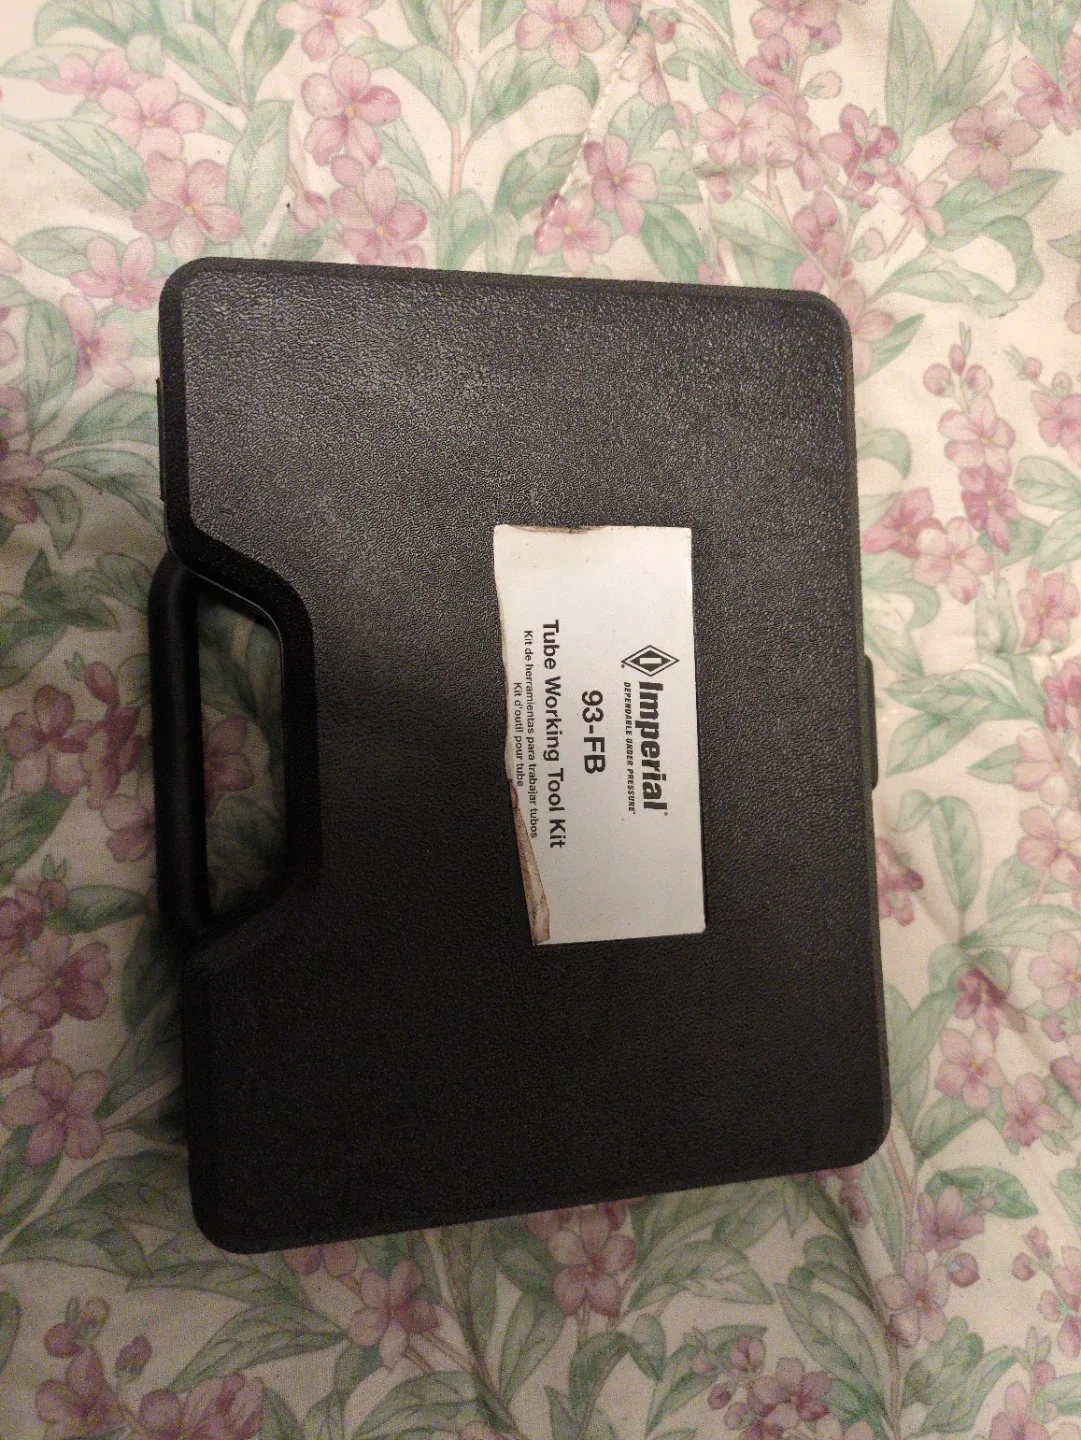 Imperial®
DEPENDABLE UNDER PRESSURE®
93-FB
Tube Working Tool Kit
Kit de herramientas para trabajar tubos
Kit d'outil pour tube